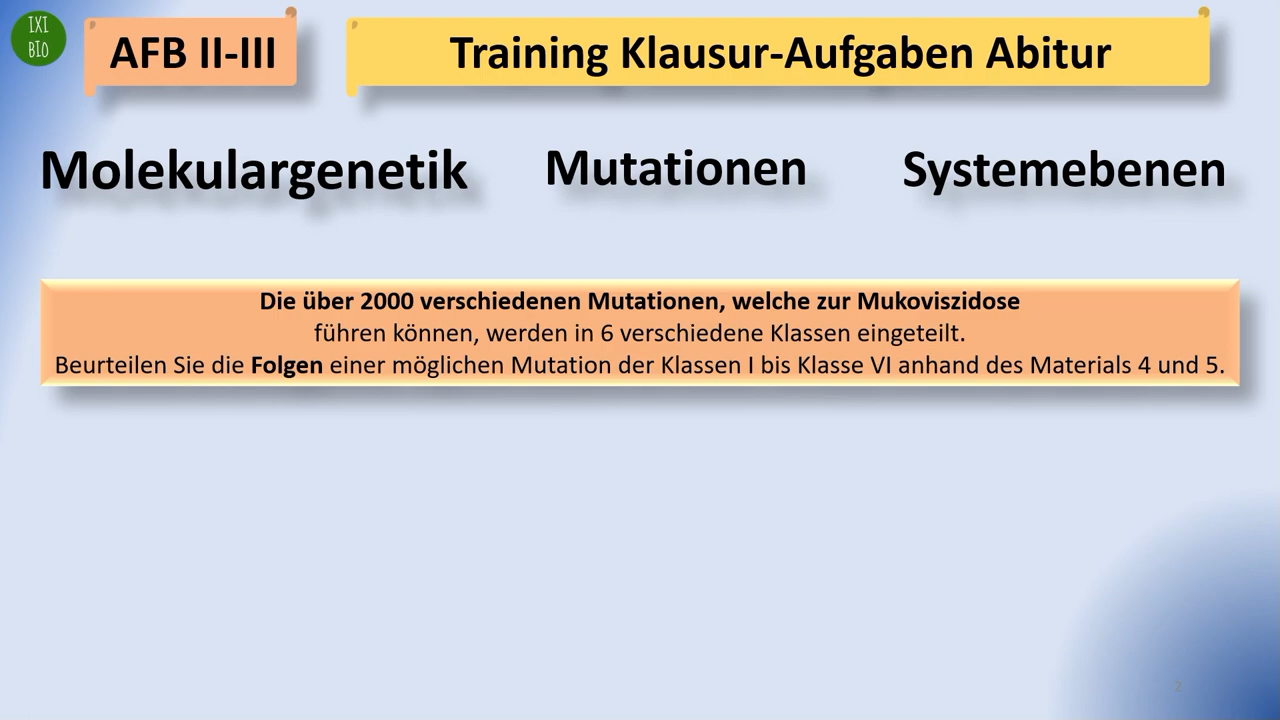 IXI
BIO
AFB II-III
Training Klausur-Aufgaben Abitur
Molekulargenetik
Mutationen
Systemebenen
Die über 2000 verschiedenen Mutationen, welche zur Mukoviszidose
führen können, werden in 6 verschiedene Klassen eingeteilt.
Beurteilen Sie die Folgen einer möglichen Mutation der Klassen I bis Klasse VI anhand des Materials 4 und 5.
2